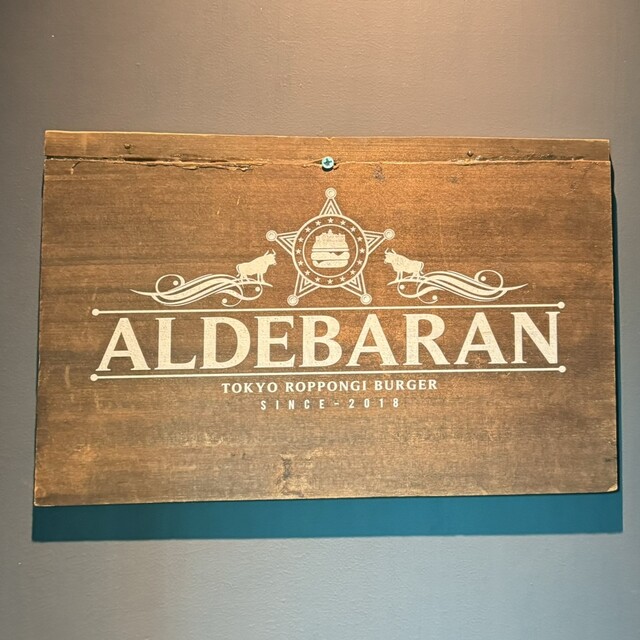 ALDEBARAN
TOKYO ROPPONGI BURGER
SINCE-2018